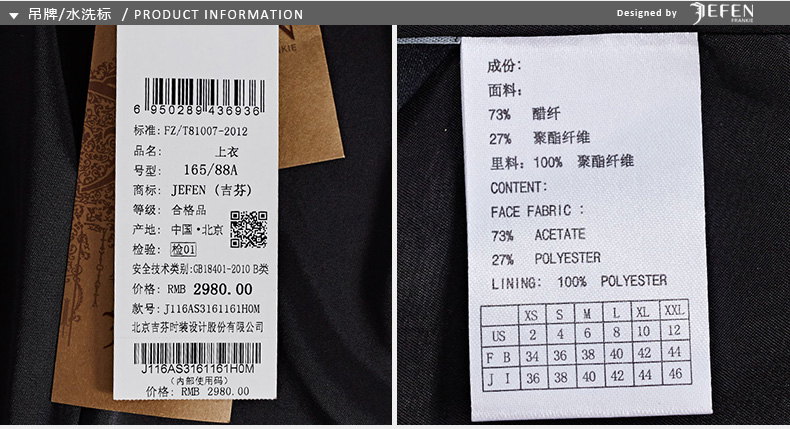 吊牌/水洗标 / PRODUCT INFORMATION
Designed by JEFEN
FRANKIE
6 950289 436936
标准: FZ/T81007-2012
品名: 上衣
号型: 165/88A
商标: JEFEN (吉芬)
等级: 合格品
产地: 中国·北京
检验: 检01
安全技术类别:GB18401-2010 B类
价格: RMB 2980.00
款号: J116AS3161161H0M
北京吉芬时装设计股份有限公司
J116AS3161161H0M
(内部使用码)
价格: RMB 2980.00
N
KIE
成份:
面料:
73% 醋纤
27% 聚酯纤维
里料: 100% 聚酯纤维
CONTENT:
FACE FABRIC :
73% ACETATE
27% POLYESTER
LINING: 100% POLYESTER
XS S M L XL XXL
US 2 4 6 8 10 12
F B 34 36 38 40 42 44
J I 36 38 40 42 44 46